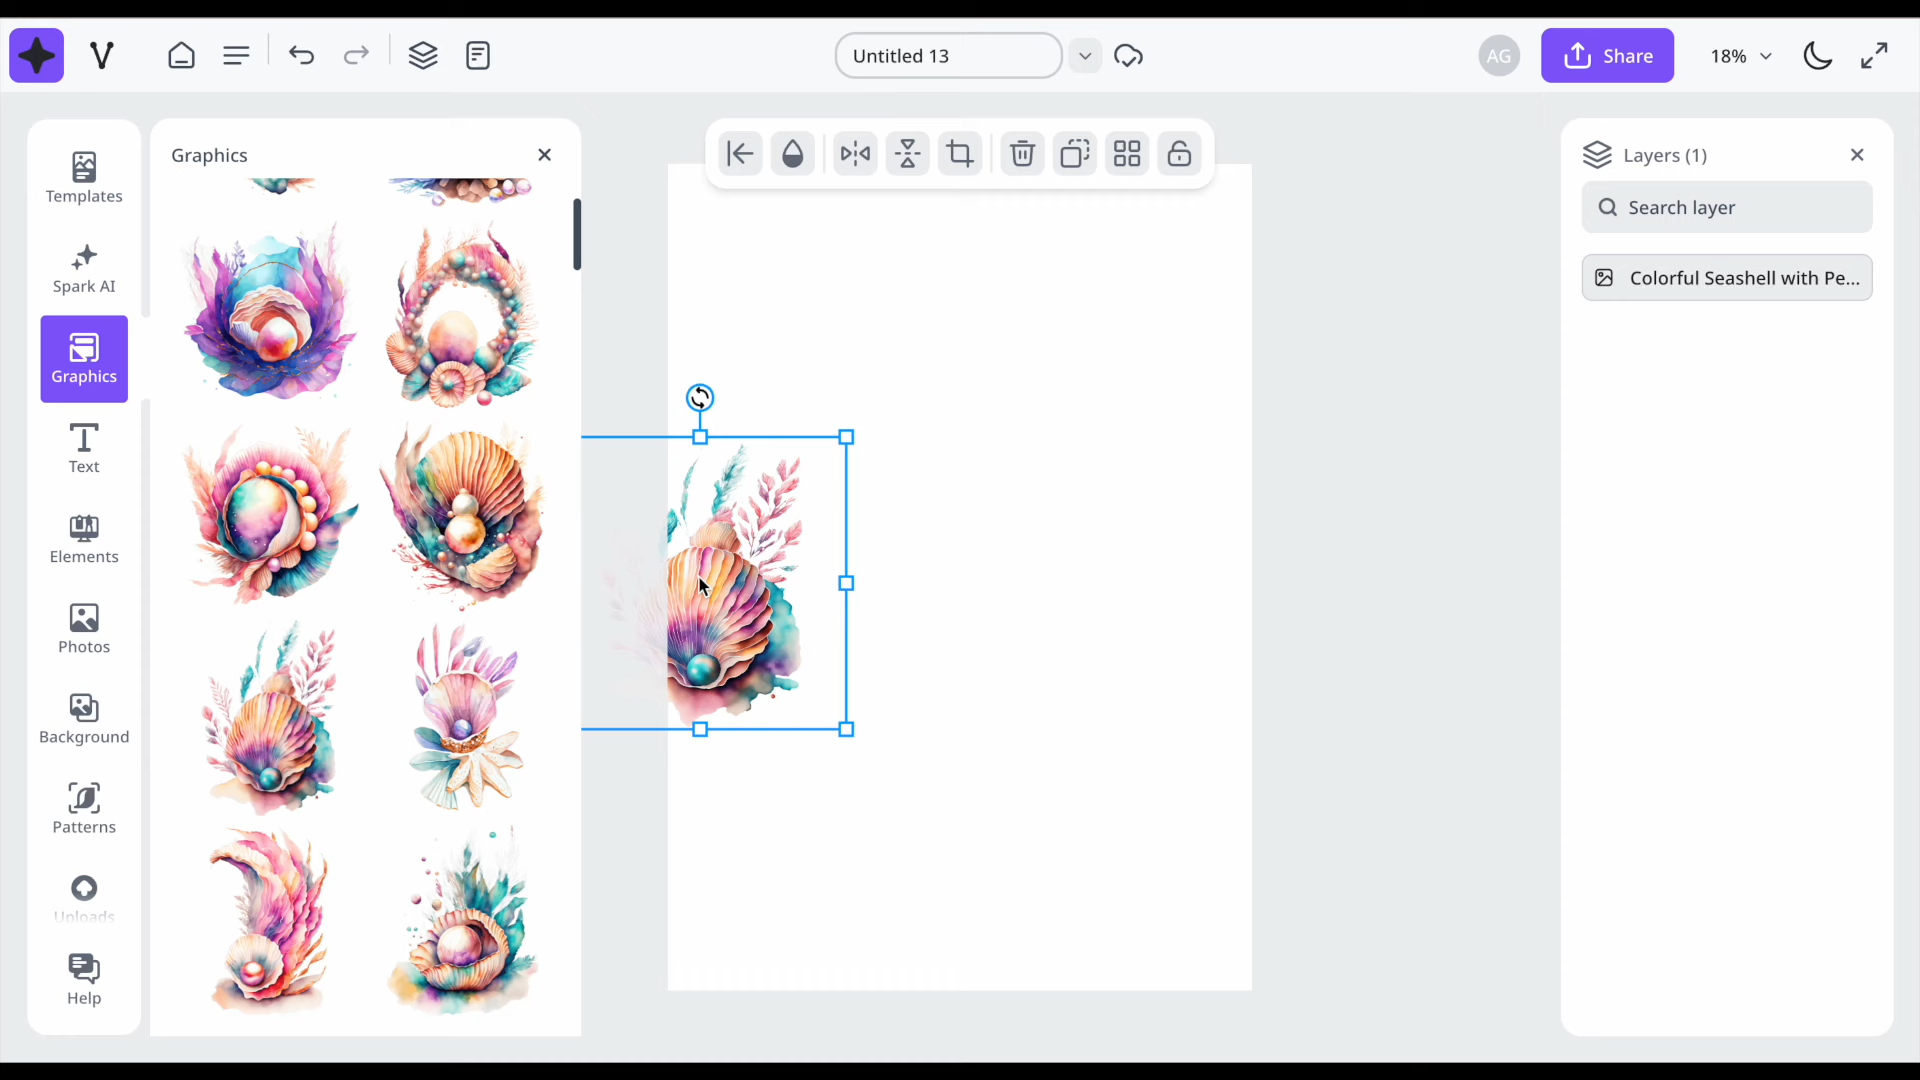 Untitled 13
AG
Share
18%
Templates
Spark AI
Graphics
Text
Elements
Photos
Background
Patterns
Uploads
Help
Graphics
Layers (1)
Search layer
Colorful Seashell with Pe...